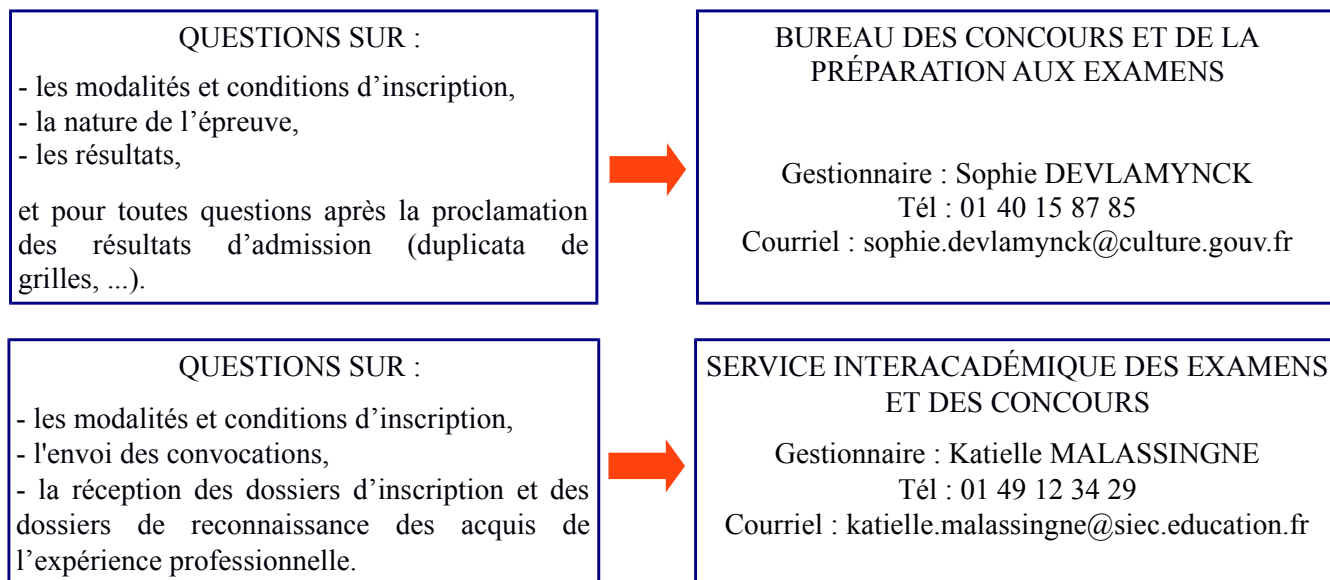 QUESTIONS SUR :
- les modalités et conditions d’inscription,
- la nature de l’épreuve,
- les résultats,
et pour toutes questions après la proclamation
des résultats d’admission (duplicata de
grilles, ...).
BUREAU DES CONCOURS ET DE LA
PRÉPARATION AUX EXAMENS
Gestionnaire : Sophie DEVLAMYNCK
Tél : 01 40 15 87 85
Courriel : sophie.devlamynck@culture.gouv.fr
QUESTIONS SUR :
- les modalités et conditions d’inscription,
- l'envoi des convocations,
- la réception des dossiers d’inscription et des
dossiers de reconnaissance des acquis de
l’expérience professionnelle.
SERVICE INTERACADÉMIQUE DES EXAMENS
ET DES CONCOURS
Gestionnaire : Katielle MALASSINGNE
Tél : 01 49 12 34 29
Courriel : katielle.malassingne@siec.education.fr